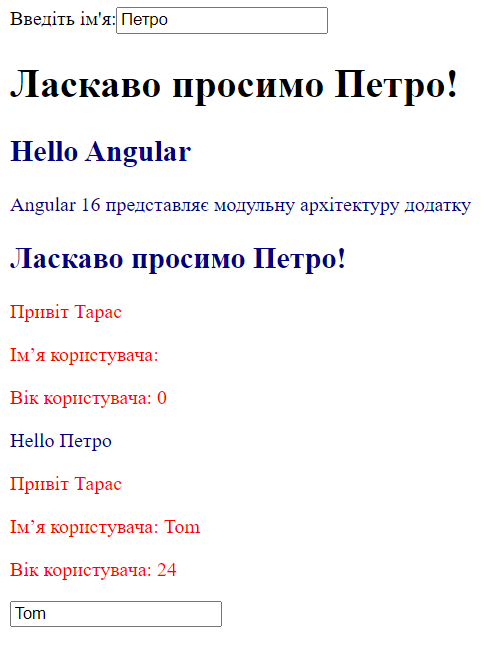 Введіть ім'я: Петро
Ласкаво просимо Петро!
Hello Angular
Angular 16 представляє модульну архітектуру додатку
Ласкаво просимо Петро!
Привіт Тарас
Ім’я користувача:
Вік користувача: 0
Hello Петро
Привіт Тарас
Ім’я користувача: Tom
Вік користувача: 24
Tom